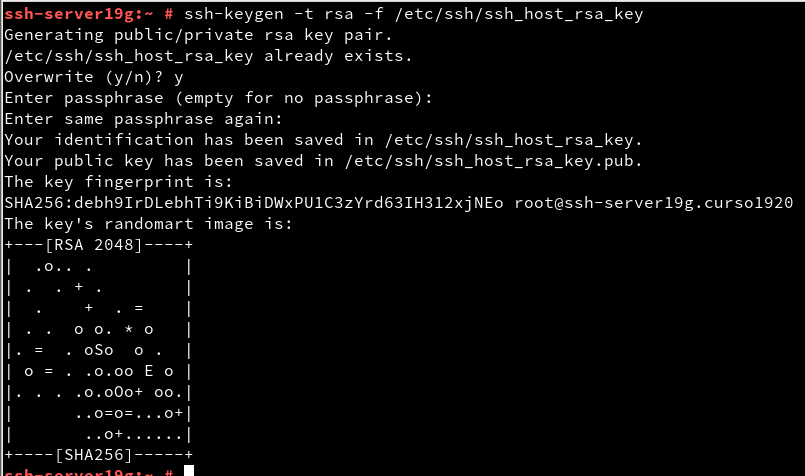 ssh-server19g:~ # ssh-keygen -t rsa -f /etc/ssh/ssh_host_rsa_key
Generating public/private rsa key pair.
/etc/ssh/ssh_host_rsa_key already exists.
Overwrite (y/n)? y
Enter passphrase (empty for no passphrase):
Enter same passphrase again:
Your identification has been saved in /etc/ssh/ssh_host_rsa_key.
Your public key has been saved in /etc/ssh/ssh_host_rsa_key.pub.
The key fingerprint is:
SHA256:debh9IrDLebhTi9KiBiDWxPU1C3zYrd63IH312xjNEo root@ssh-server19g.curso1920
The key's randomart image is:
+---[RSA 2048]----+
|  .o.. .         |
| .  . + .        |
|  .    +  . =    |
| . .  o o. * o   |
|. =  . oSo  o .  |
| o = . .o.oo E o |
|. . . .o.oOo+ oo.|
|      ..o=o=...o+|
|       ..o+......|
+----[SHA256]-----+
ssh-server19g:~ #